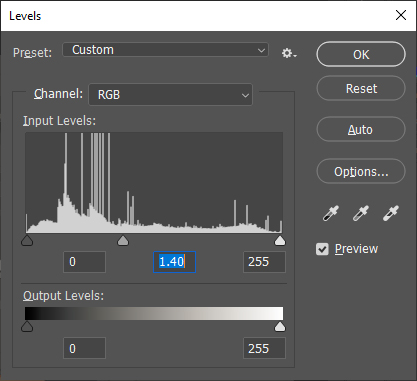 Levels
Preset: Custom
OK
Reset
Channel: RGB
Input Levels:
Auto
Options...
0 1.40 255
Preview
Output Levels:
0 255